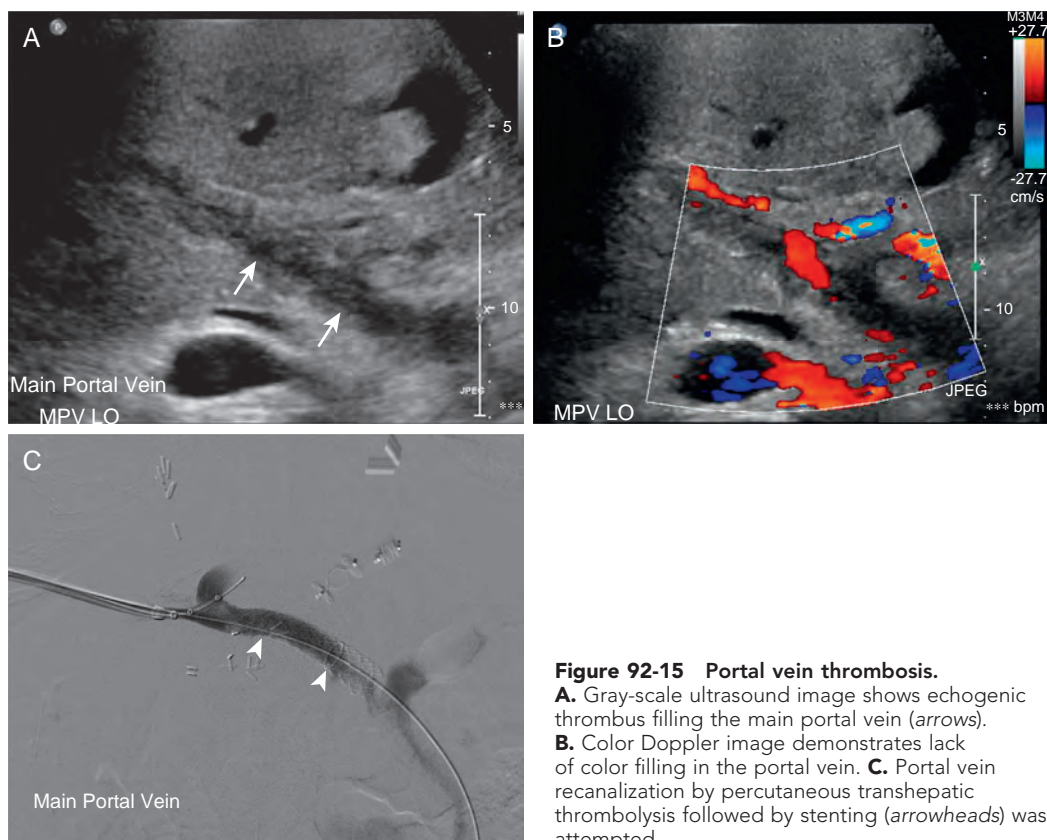 A
5
10
Main Portal Vein
MPV LO
JPEG
***
B
M3M4
+27.7
-27.7
cm/s
5
10
x
JPEG
MPV LO
*** bpm
C
Main Portal Vein
Figure 92-15 Portal vein thrombosis.
A. Gray-scale ultrasound image shows echogenic
thrombus filling the main portal vein (arrows).
B. Color Doppler image demonstrates lack
of color filling in the portal vein. C. Portal vein
recanalization by percutaneous transhepatic
thrombolysis followed by stenting (arrowheads) was
attempted.